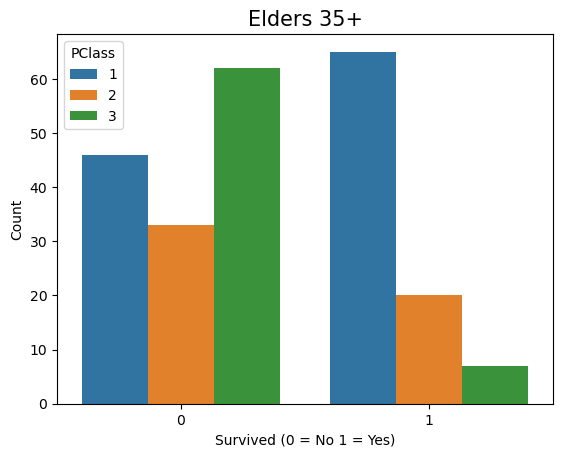 Elders 35+
PClass
1
2
3
Count
60
50
40
30
20
10
0
0 1
Survived (0 = No 1 = Yes)